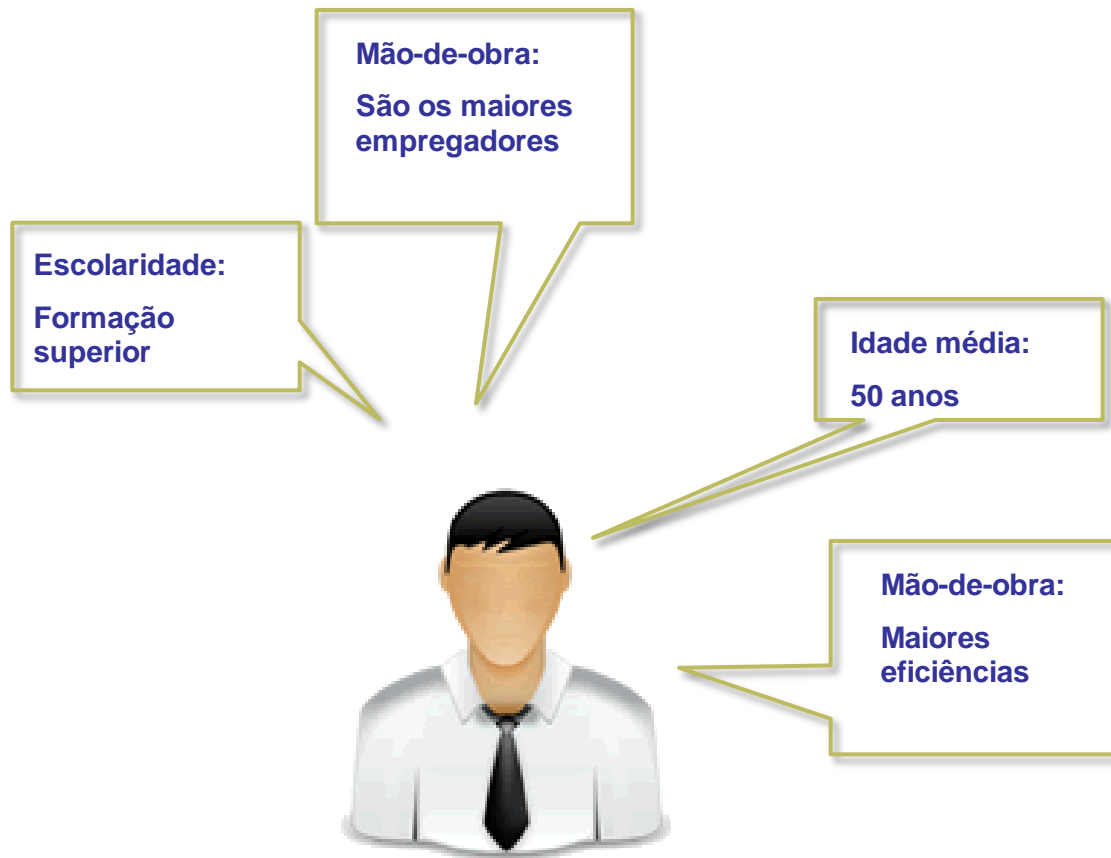 Mão-de-obra:
São os maiores
empregadores
Escolaridade:
Formação
superior
Idade média:
50 anos
Mão-de-obra:
Maiores
eficiências